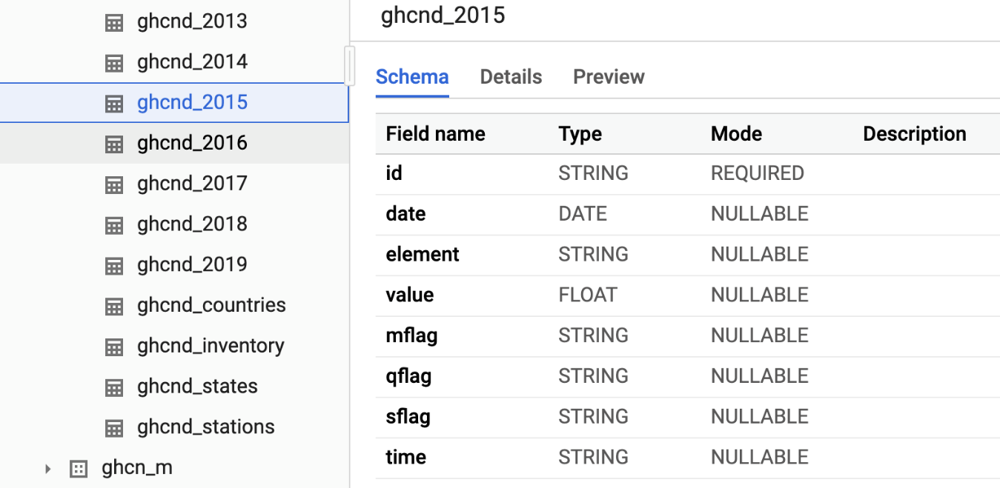 ghcnd_2013
ghcnd_2014
ghcnd_2015
ghcnd_2016
ghcnd_2017
ghcnd_2018
ghcnd_2019
ghcnd_countries
ghcnd_inventory
ghcnd_states
ghcnd_stations
ghcn_m
ghcnd_2015
Schema Details Preview
Field name Type Mode Description
id STRING REQUIRED
date DATE NULLABLE
element STRING NULLABLE
value FLOAT NULLABLE
mflag STRING NULLABLE
qflag STRING NULLABLE
sflag STRING NULLABLE
time STRING NULLABLE